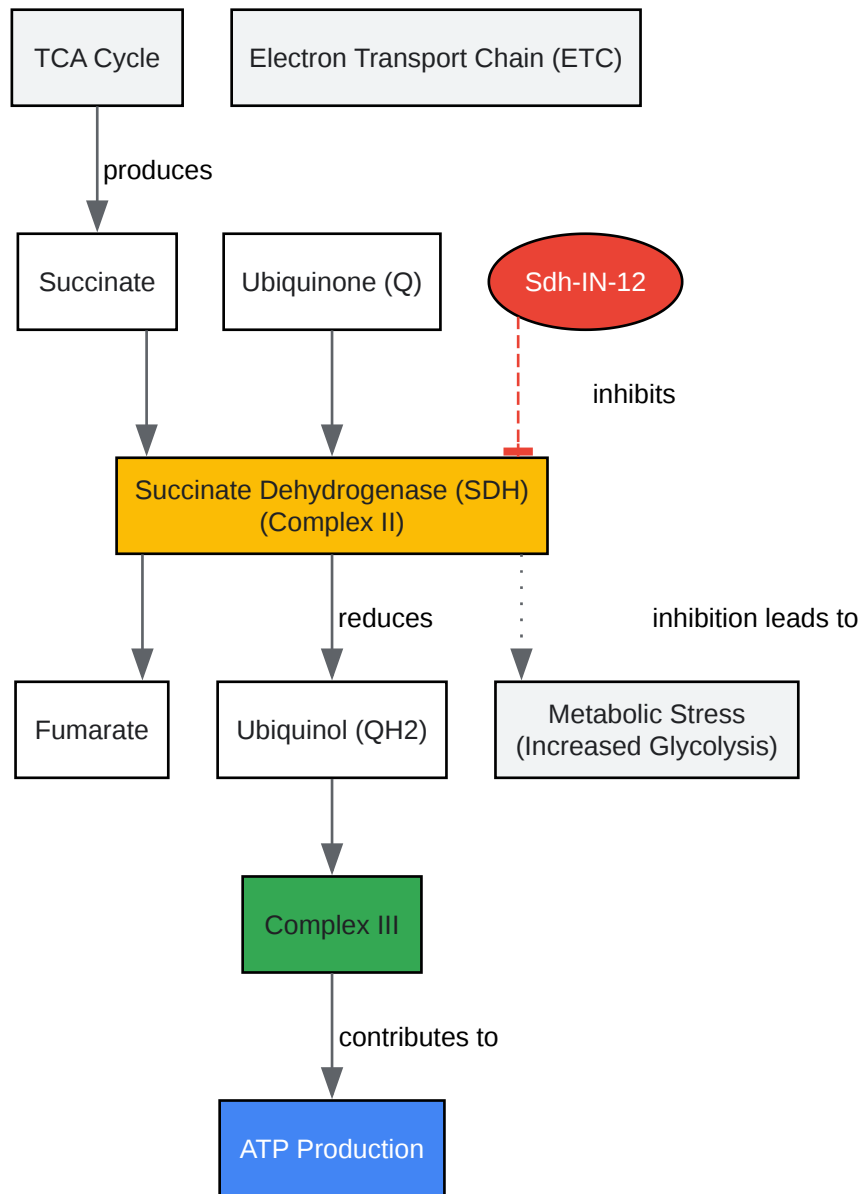 TCA Cycle
Electron Transport Chain (ETC)
produces
Succinate
Ubiquinone (Q)
Sdh-IN-12
inhibits
Succinate Dehydrogenase (SDH)
(Complex II)
reduces
inhibition leads to
Fumarate
Ubiquinol (QH2)
Metabolic Stress
(Increased Glycolysis)
Complex III
contributes to
ATP Production